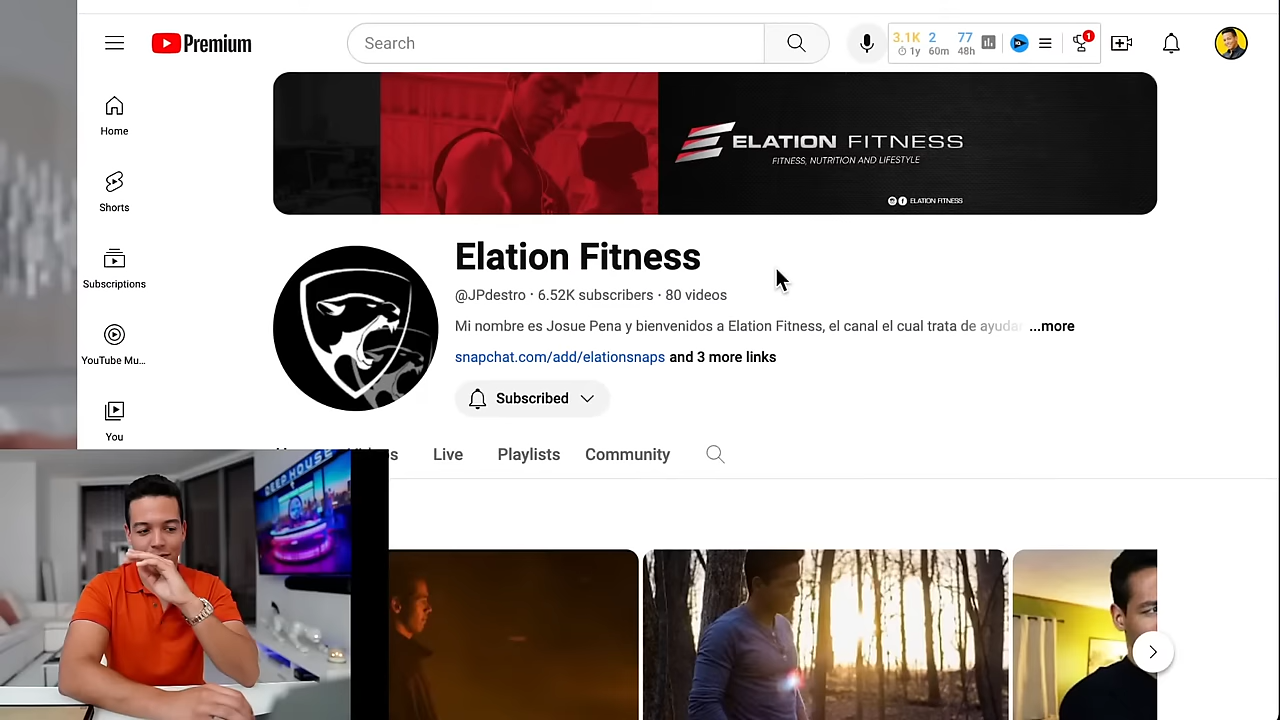 Premium
Search
3.1K 2 77
1y 60m 48h
1
Home
Shorts
Subscriptions
YouTube Mu...
You
ELATION FITNESS
FITNESS, NUTRITION AND LIFESTYLE
ELATION FITNESS
Elation Fitness
@JPdestro · 6.52K subscribers · 80 videos
Mi nombre es Josue Pena y bienvenidos a Elation Fitness, el canal el cual trata de ayuda ...more
snapchat.com/add/elationsnaps and 3 more links
Subscribed
Live Playlists Community
DEEP HOUSE